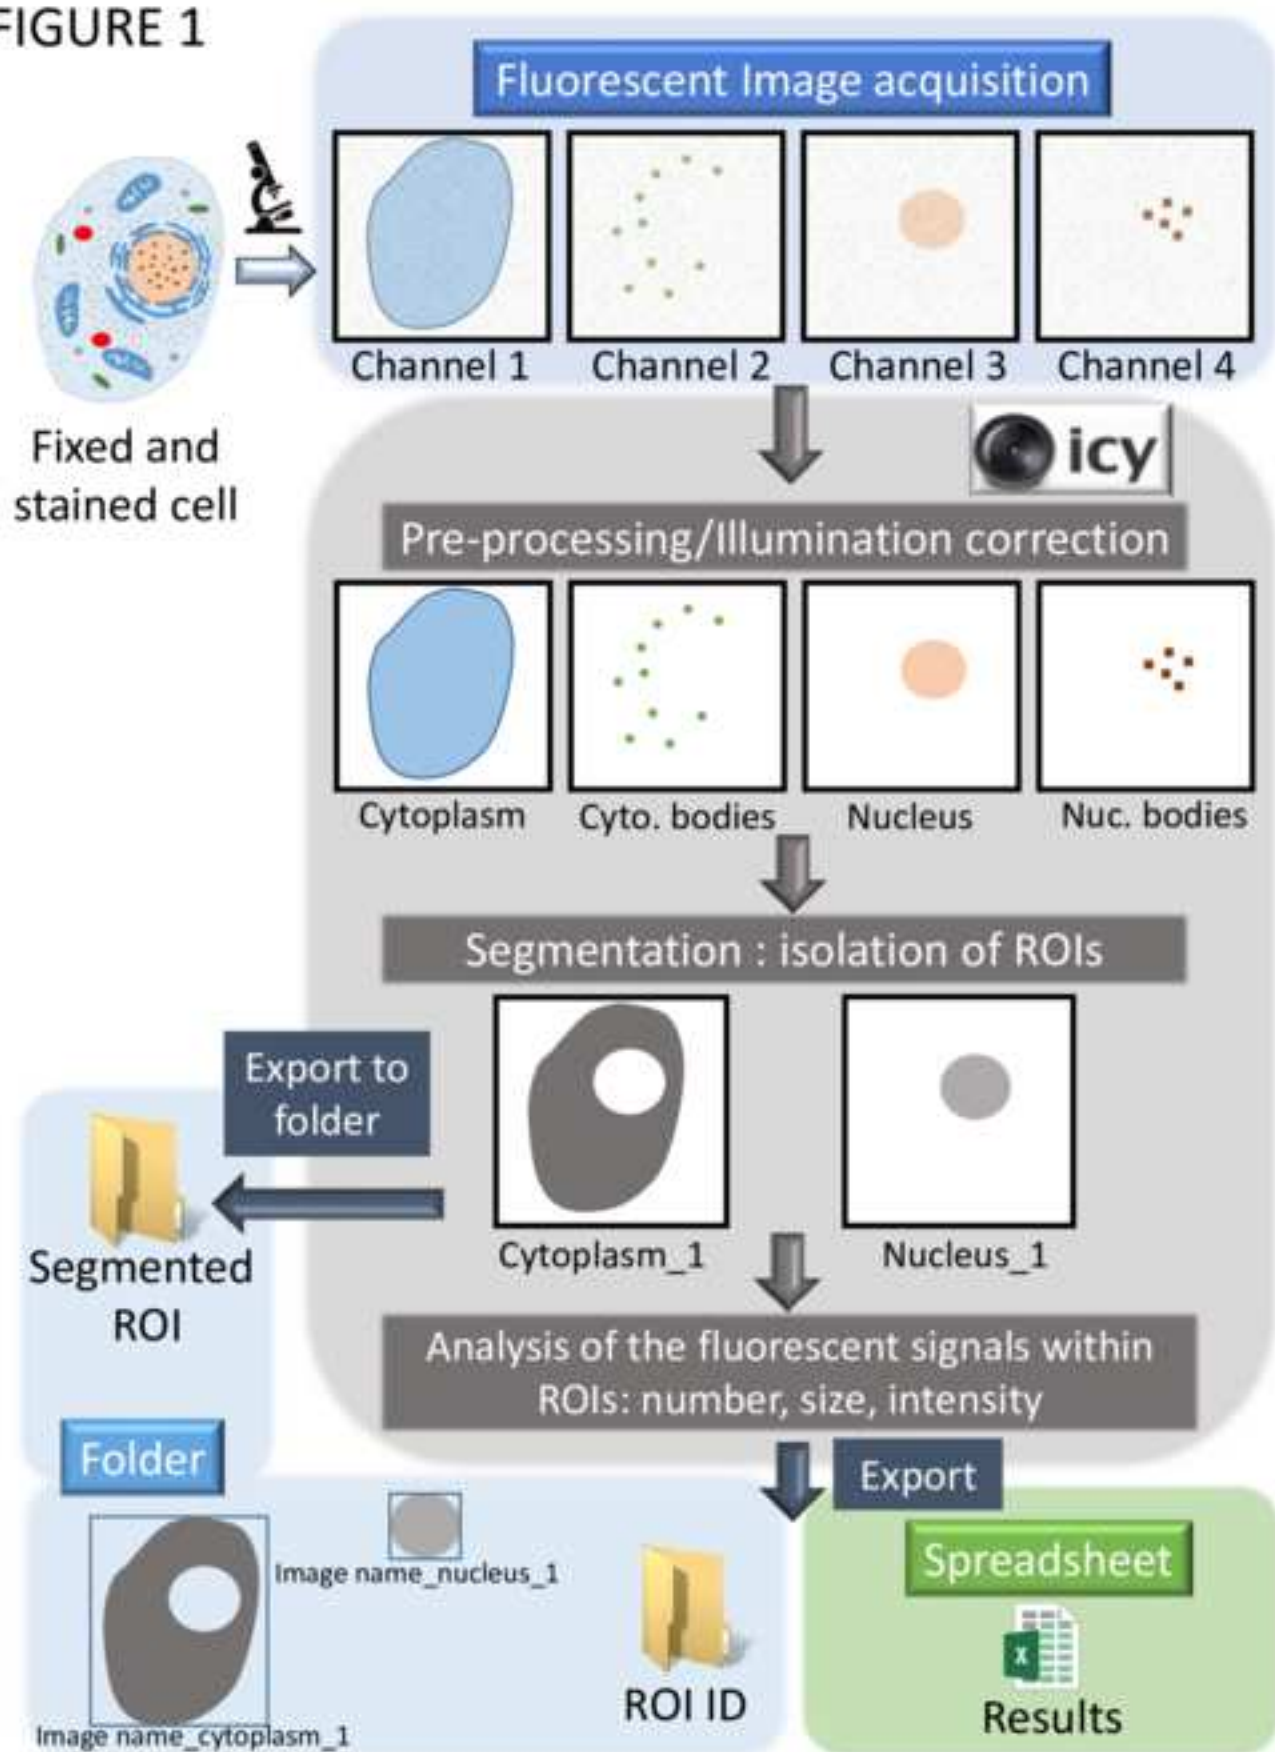 FIGURE 1
Fluorescent Image acquisition
Channel 1
Channel 2
Channel 3
Channel 4
Fixed and
stained cell
icy
Pre-processing/Illumination correction
Cytoplasm
Cyto. bodies
Nucleus
Nuc. bodies
Segmentation : isolation of ROIs
Export to
folder
Cytoplasm_1
Nucleus_1
Segmented
ROI
Analysis of the fluorescent signals within
ROIs: number, size, intensity
Folder
Export
Image name_nucleus_1
Image name_cytoplasm_1
ROI ID
Spreadsheet
X
Results